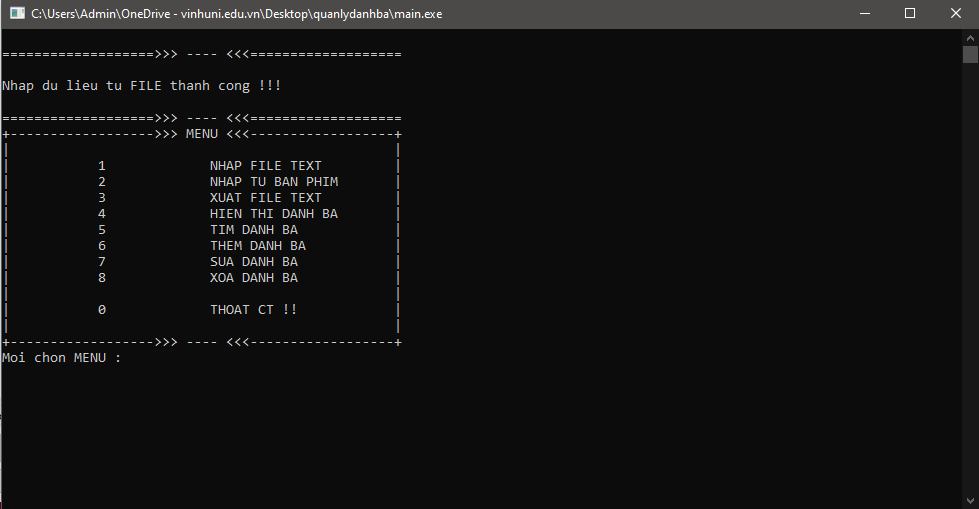 C:\Users\Admin\OneDrive - vinhuni.edu.vn\Desktop\quanlydanhba\main.exe
===================>>> ---- <<<===================
Nhap du lieu tu FILE thanh cong !!!
===================>>> ---- <<<===================
+------------------>>> MENU <<<------------------+
| |
| 1 NHAP FILE TEXT |
| 2 NHAP TU BAN PHIM |
| 3 XUAT FILE TEXT |
| 4 HIEN THI DANH BA |
| 5 TIM DANH BA |
| 6 THEM DANH BA |
| 7 SUA DANH BA |
| 8 XOA DANH BA |
| |
| 0 THOAT CT !! |
| |
+------------------>>> ---- <<<------------------+
Moi chon MENU :